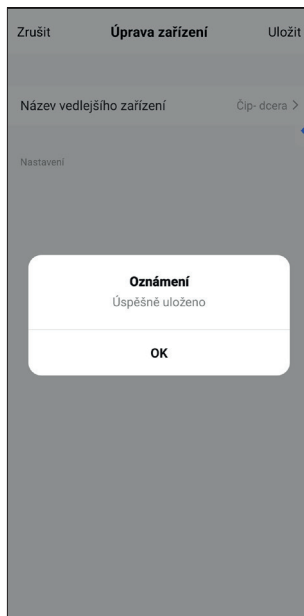 Zrušit Úprava zařízení Uložit
Název vedlejšího zařízení Čip- dcera >
Nastavení
Oznámení
Úspěšně uloženo
OK